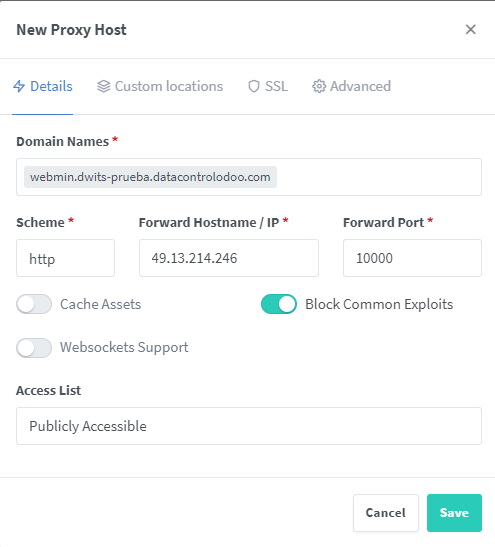 New Proxy Host
Details Custom locations SSL Advanced
Domain Names *
webmin.dwits-prueba.datacontrolodoo.com
Scheme * Forward Hostname / IP * Forward Port *
http 49.13.214.246 10000
Cache Assets Block Common Exploits
Websockets Support
Access List
Publicly Accessible
Cancel Save